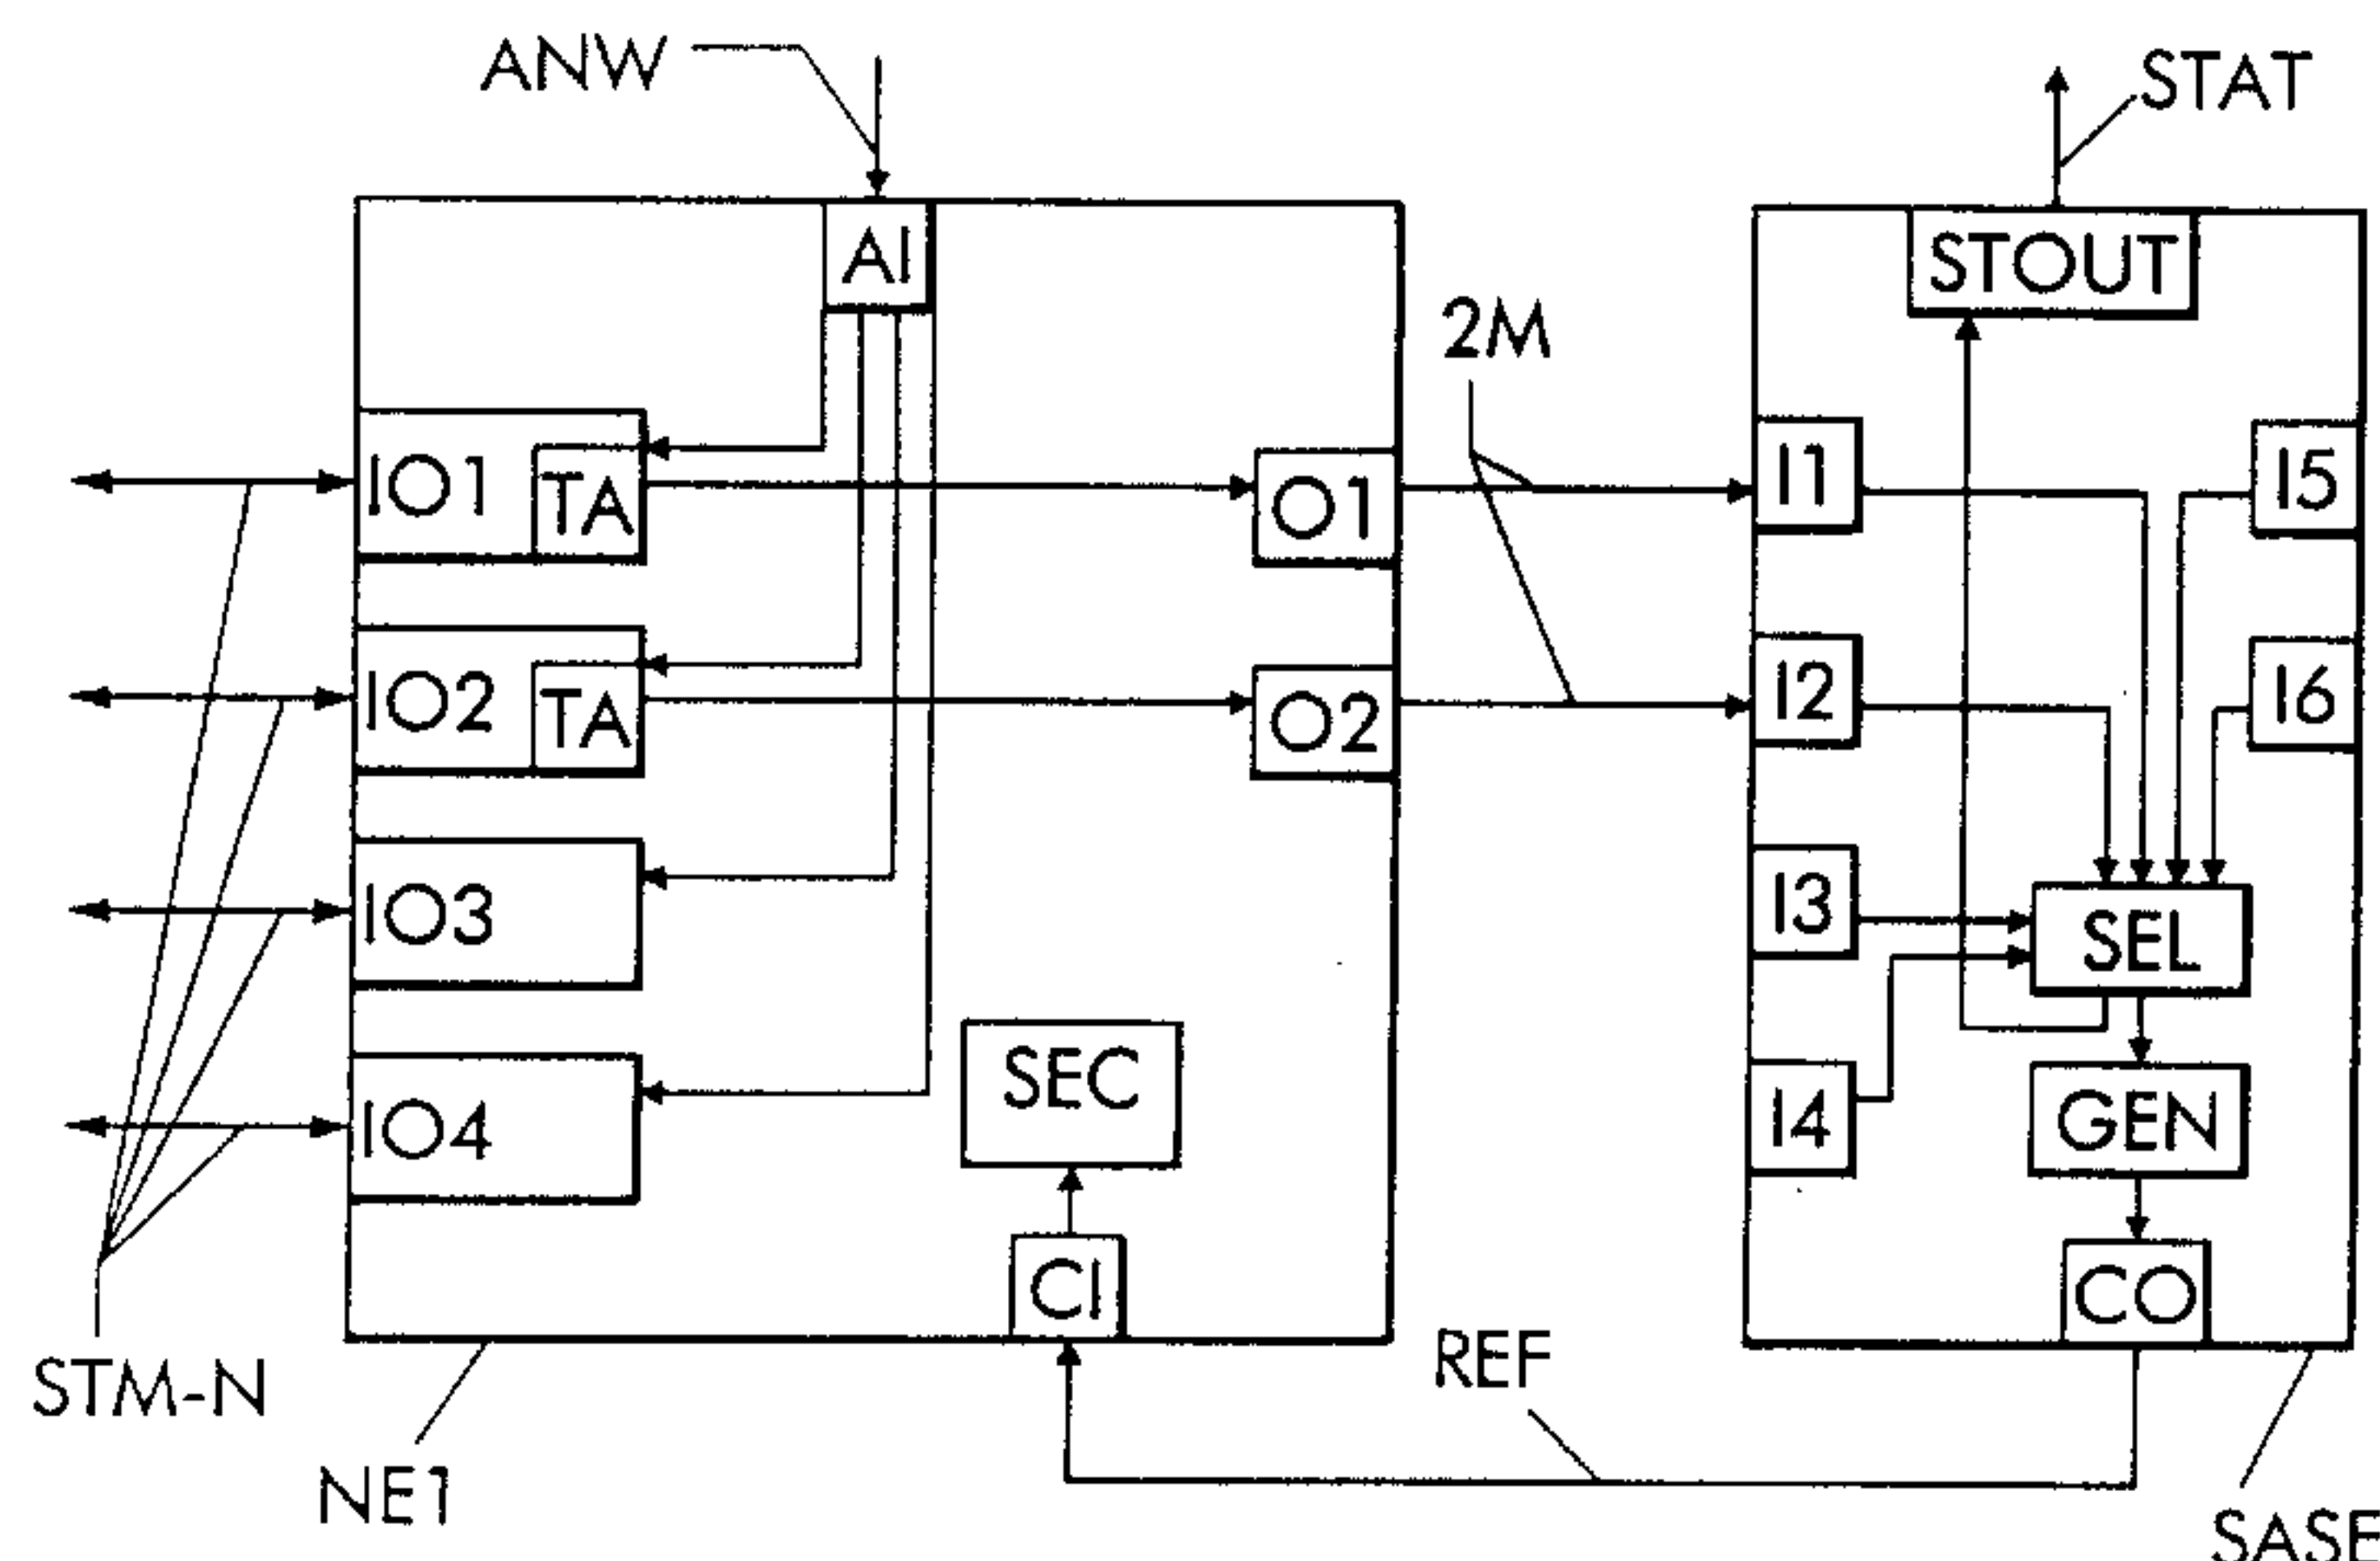 ANW
STAT
AI
STOUT
2M
IO1
TA
O1
I1
I5
IO2
TA
O2
I2
I6
IO3
I3
SEL
IO4
SEC
I4
GEN
CI
CO
STM-N
REF
NE1
SASE